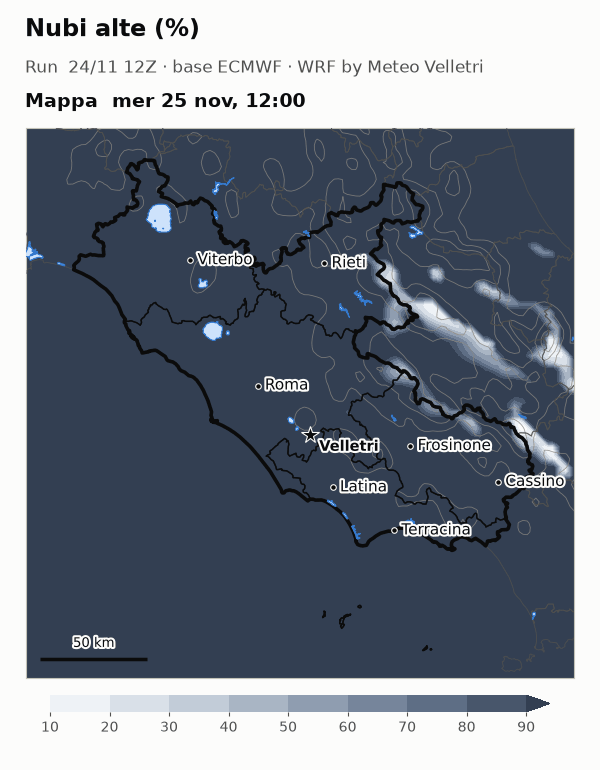 Nubi alte (%)
Run 24/11 12Z · base ECMWF · WRF by Meteo Velletri
Mappa mer 25 nov, 12:00
Viterbo
Rieti
Roma
Velletri
Frosinone
Latina
Cassino
Terracina
50 km
10 20 30 40 50 60 70 80 90